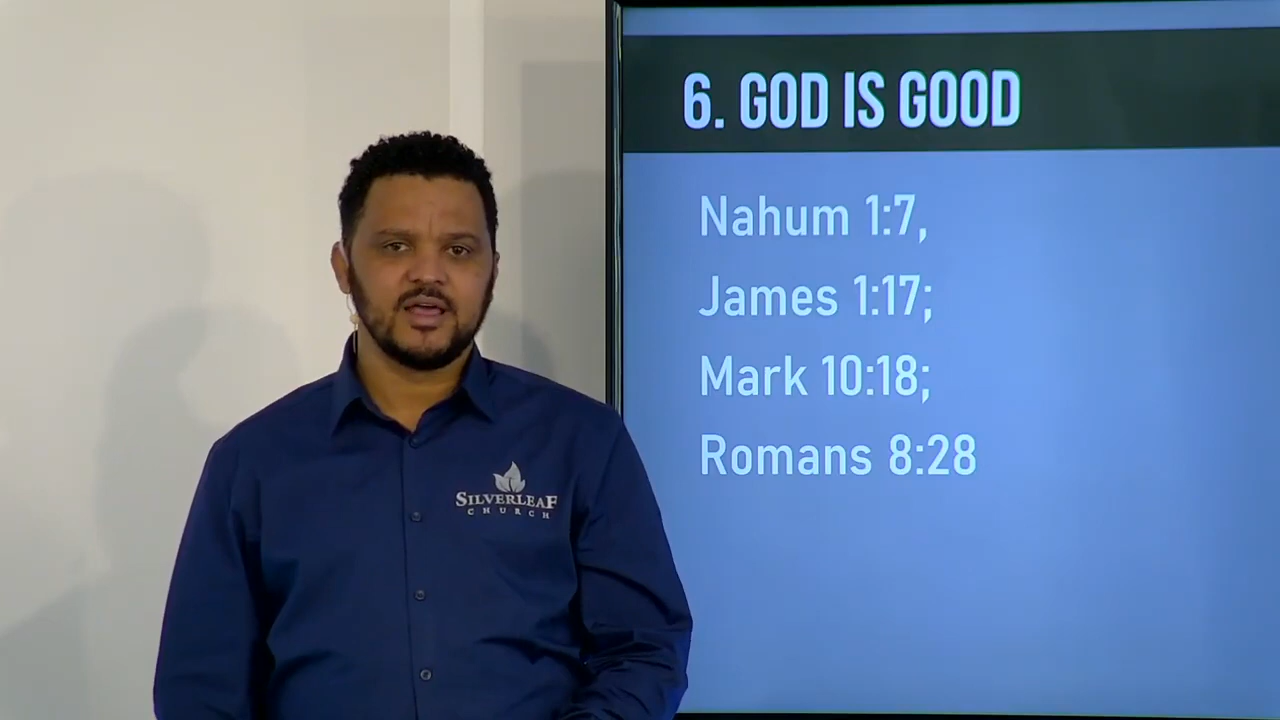 6. GOD IS GOOD
Nahum 1:7,
James 1:17;
Mark 10:18;
Romans 8:28
SILVERLEAF
CHURCH